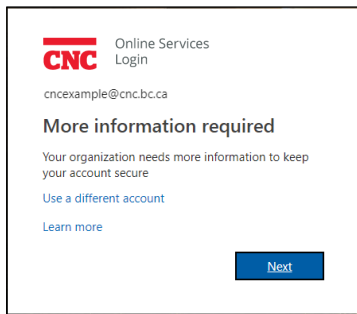 CNC
Online Services
Login
cncexample@cnc.bc.ca
More information required
Your organization needs more information to keep
your account secure
Use a different account
Learn more
Next